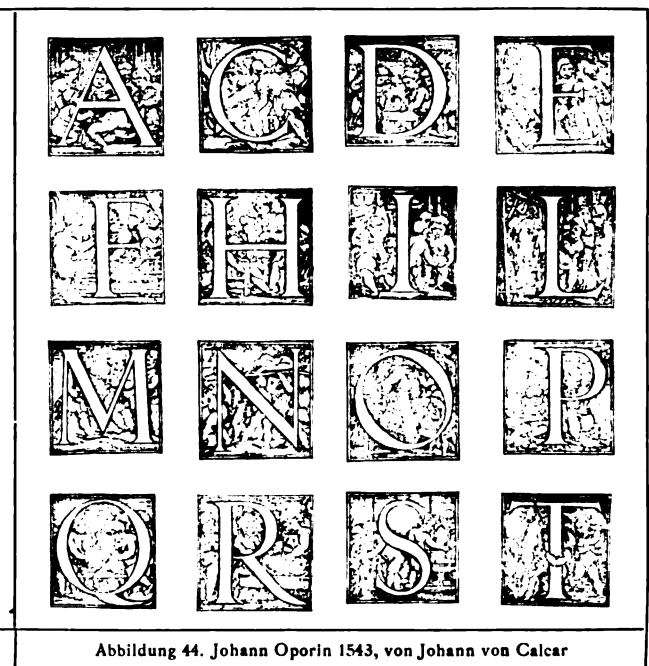 A C D E
F H I L
M N O P
Q R S T
Abbildung 44. Johann Oporin 1543, von Johann von Calcar